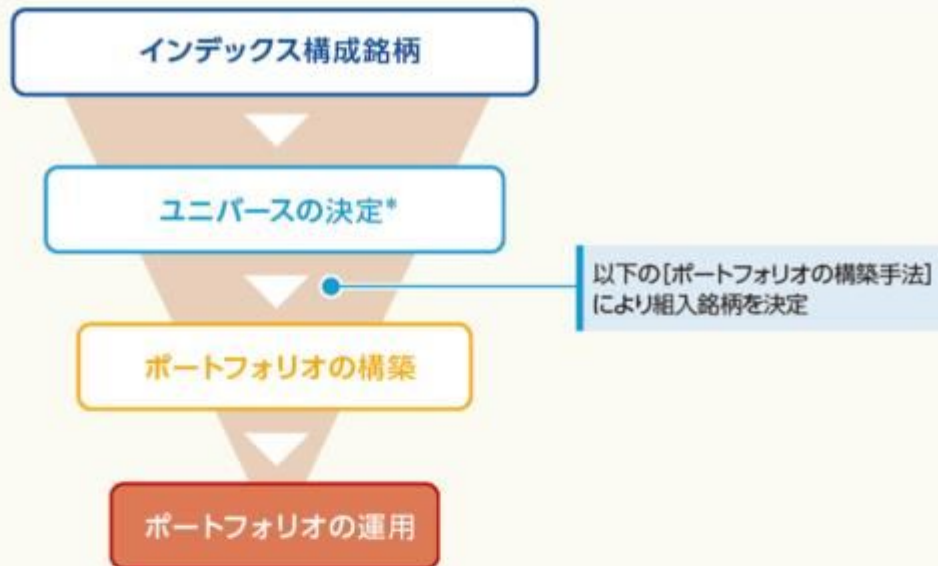 インデックス構成銘柄
ユニバースの決定*
以下の[ポートフォリオの構築手法]
により組入銘柄を決定
ポートフォリオの構築
ポートフォリオの運用